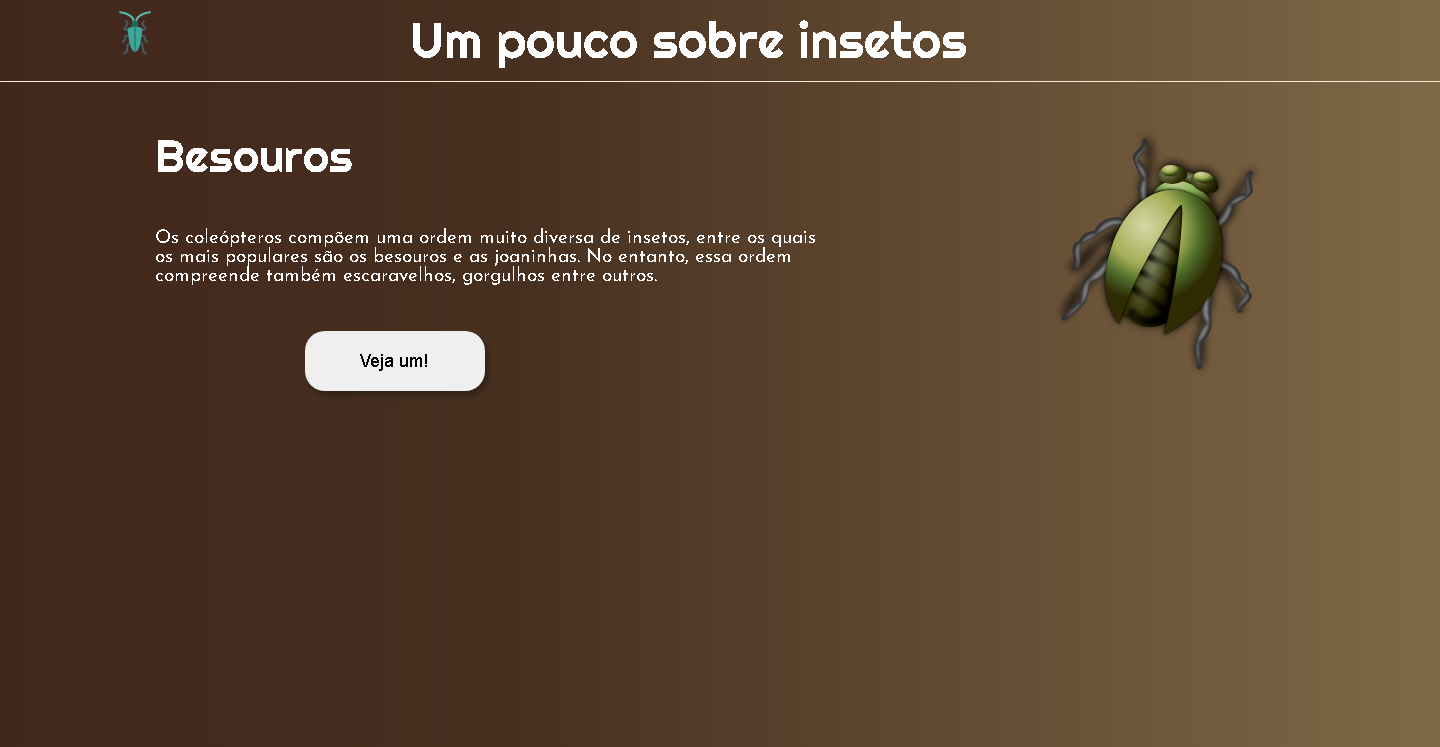 Um pouco sobre insetos
Besouros
Os coleópteros compõem uma ordem muito diversa de insetos, entre os quais
os mais populares são os besouros e as joaninhas. No entanto, essa ordem
compreende também escaravelhos, gorgulhos entre outros.
Veja um!